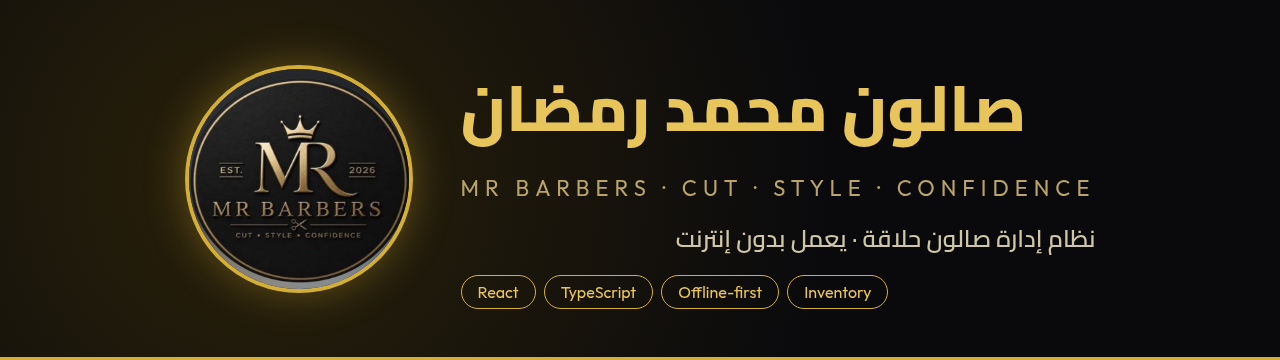 EST.
2026
MR
MR BARBERS
CUT • STYLE • CONFIDENCE
صالون محمد رمضان
MR BARBERS · CUT · STYLE · CONFIDENCE
نظام إدارة صالون حلاقة · يعمل بدون إنترنت
React
TypeScript
Offline-first
Inventory